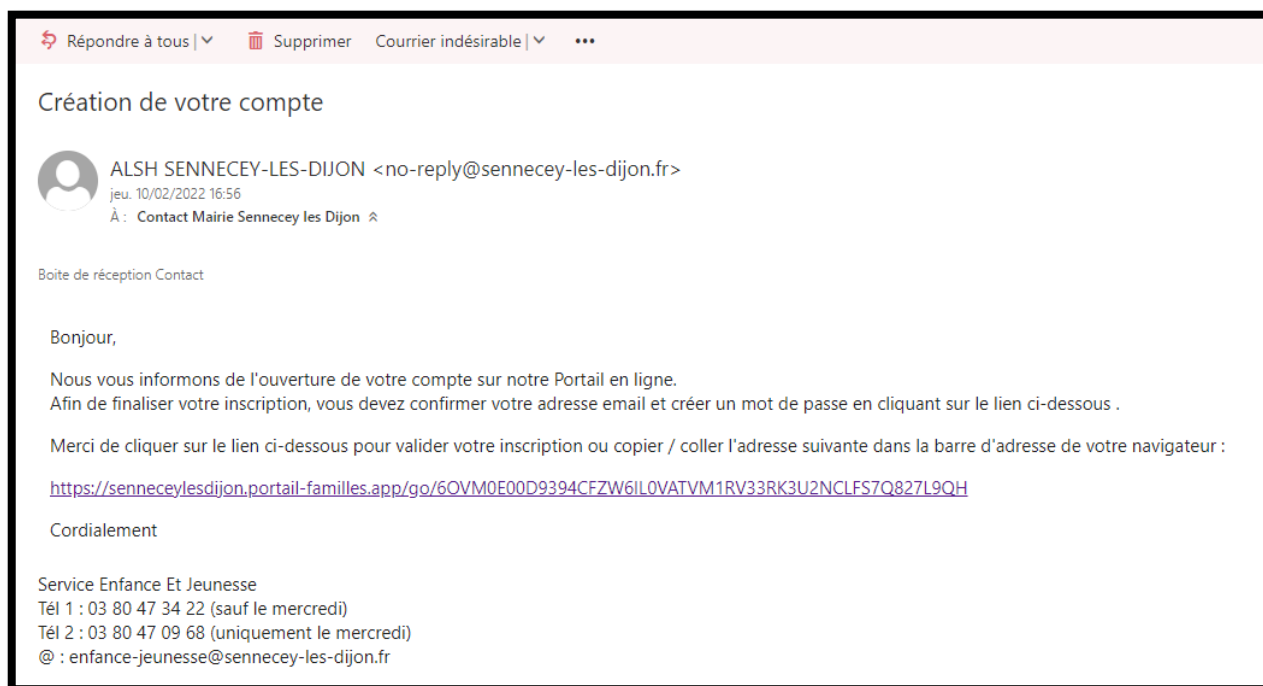 Répondre à tous | Supprimer Courrier indésirable | •••
Création de votre compte
ALSH SENNECEY-LES-DIJON <no-reply@sennecey-les-dijon.fr>
jeu. 10/02/2022 16:56
À : Contact Mairie Sennecey les Dijon
Boite de réception Contact
Bonjour,
Nous vous informons de l'ouverture de votre compte sur notre Portail en ligne.
Afin de finaliser votre inscription, vous devez confirmer votre adresse email et créer un mot de passe en cliquant sur le lien ci-dessous .
Merci de cliquer sur le lien ci-dessous pour valider votre inscription ou copier / coller l'adresse suivante dans la barre d'adresse de votre navigateur :
https://senneceylesdijon.portail-familles.app/go/6OVM0E00D9394CFZW6IL0VATVM1RV33RK3U2NCLFS7Q827L9QH
Cordialement
Service Enfance Et Jeunesse
Tél 1 : 03 80 47 34 22 (sauf le mercredi)
Tél 2 : 03 80 47 09 68 (uniquement le mercredi)
@ : enfance-jeunesse@sennecey-les-dijon.fr